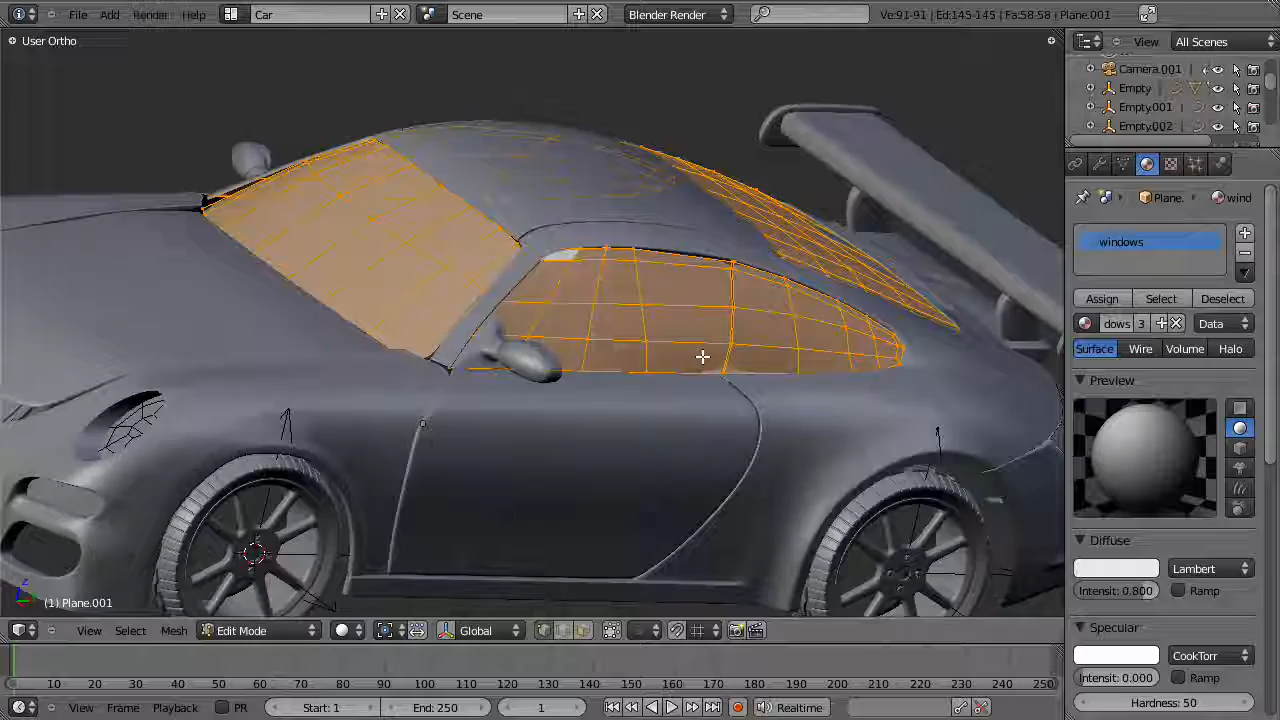 File Add Render Help Car Scene Blender Render Ve:91-91 | Ed:145-145 | Fa:58-58 | Plane.001
User Ortho
View All Scenes
Camera.001
Empty
Empty.001
Empty.002
Plane. wind
windows
Assign Select Deselect
dows 3 Data
Surface Wire Volume Halo
Preview
Diffuse
Lambert
Intensit: 0.800 Ramp
Specular
CookTorr
Intensit: 0.000 Ramp
Hardness: 50
z
(1) Plane.001
View Select Mesh Edit Mode Global
10 20 30 40 50 60 70 80 90 100 110 120 130 140 150 160 170 180 190 200 210 220 230 240 250
View Frame Playback PR Start: 1 End: 250 1 Realtime